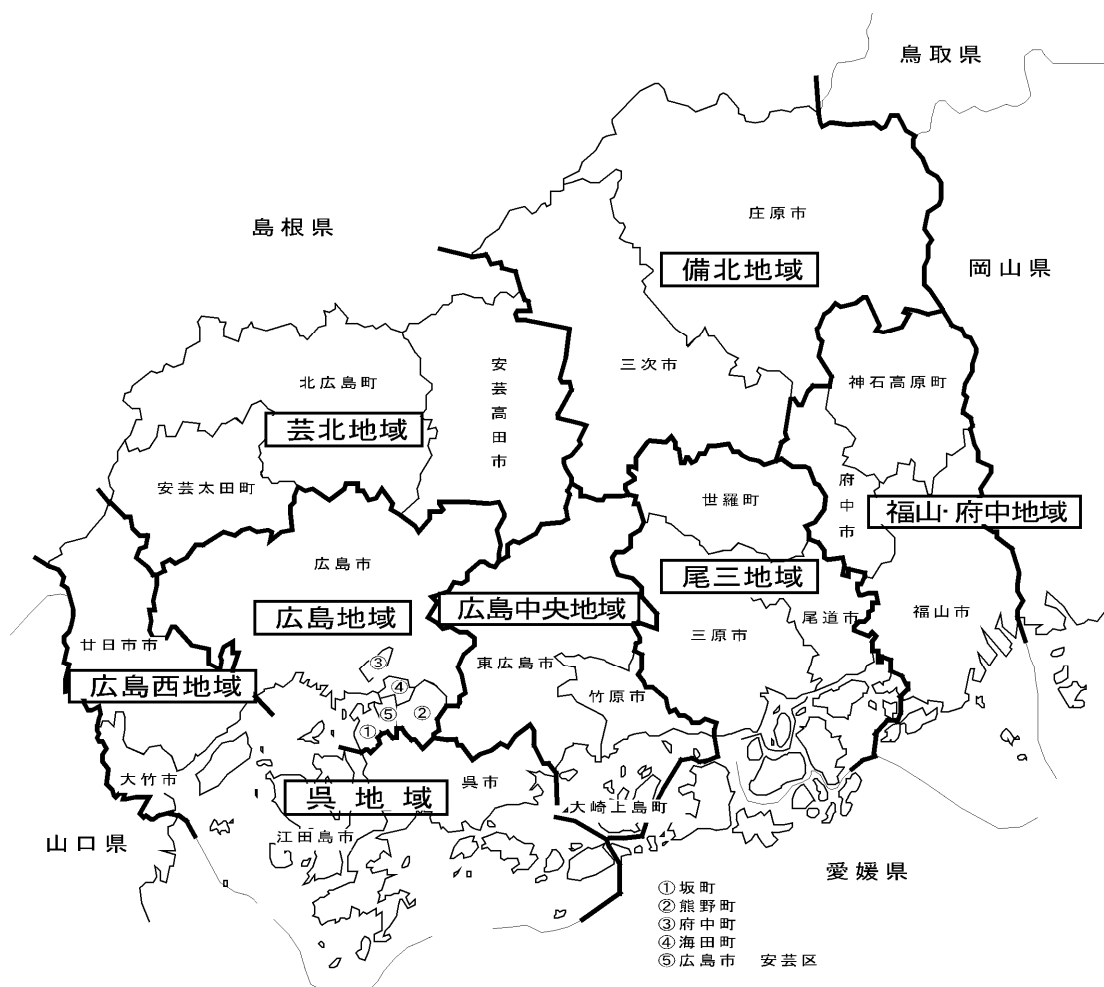 鳥取県
島根県
庄原市
備北地域
岡山県
三次市
安芸高田市
北広島町
神石高原町
芸北地域
安芸太田町
世羅町
府中市
福山・府中地域
広島市
尾三地域
広島地域
広島中央地域
尾道市
福山市
三原市
廿日市市
東広島市
③
広島西地域
④
竹原市
⑤
②
①
大竹市
呉市
呉地域
大崎上島町
江田島市
山口県
愛媛県
①坂町
②熊野町
③府中町
④海田町
⑤広島市 安芸区